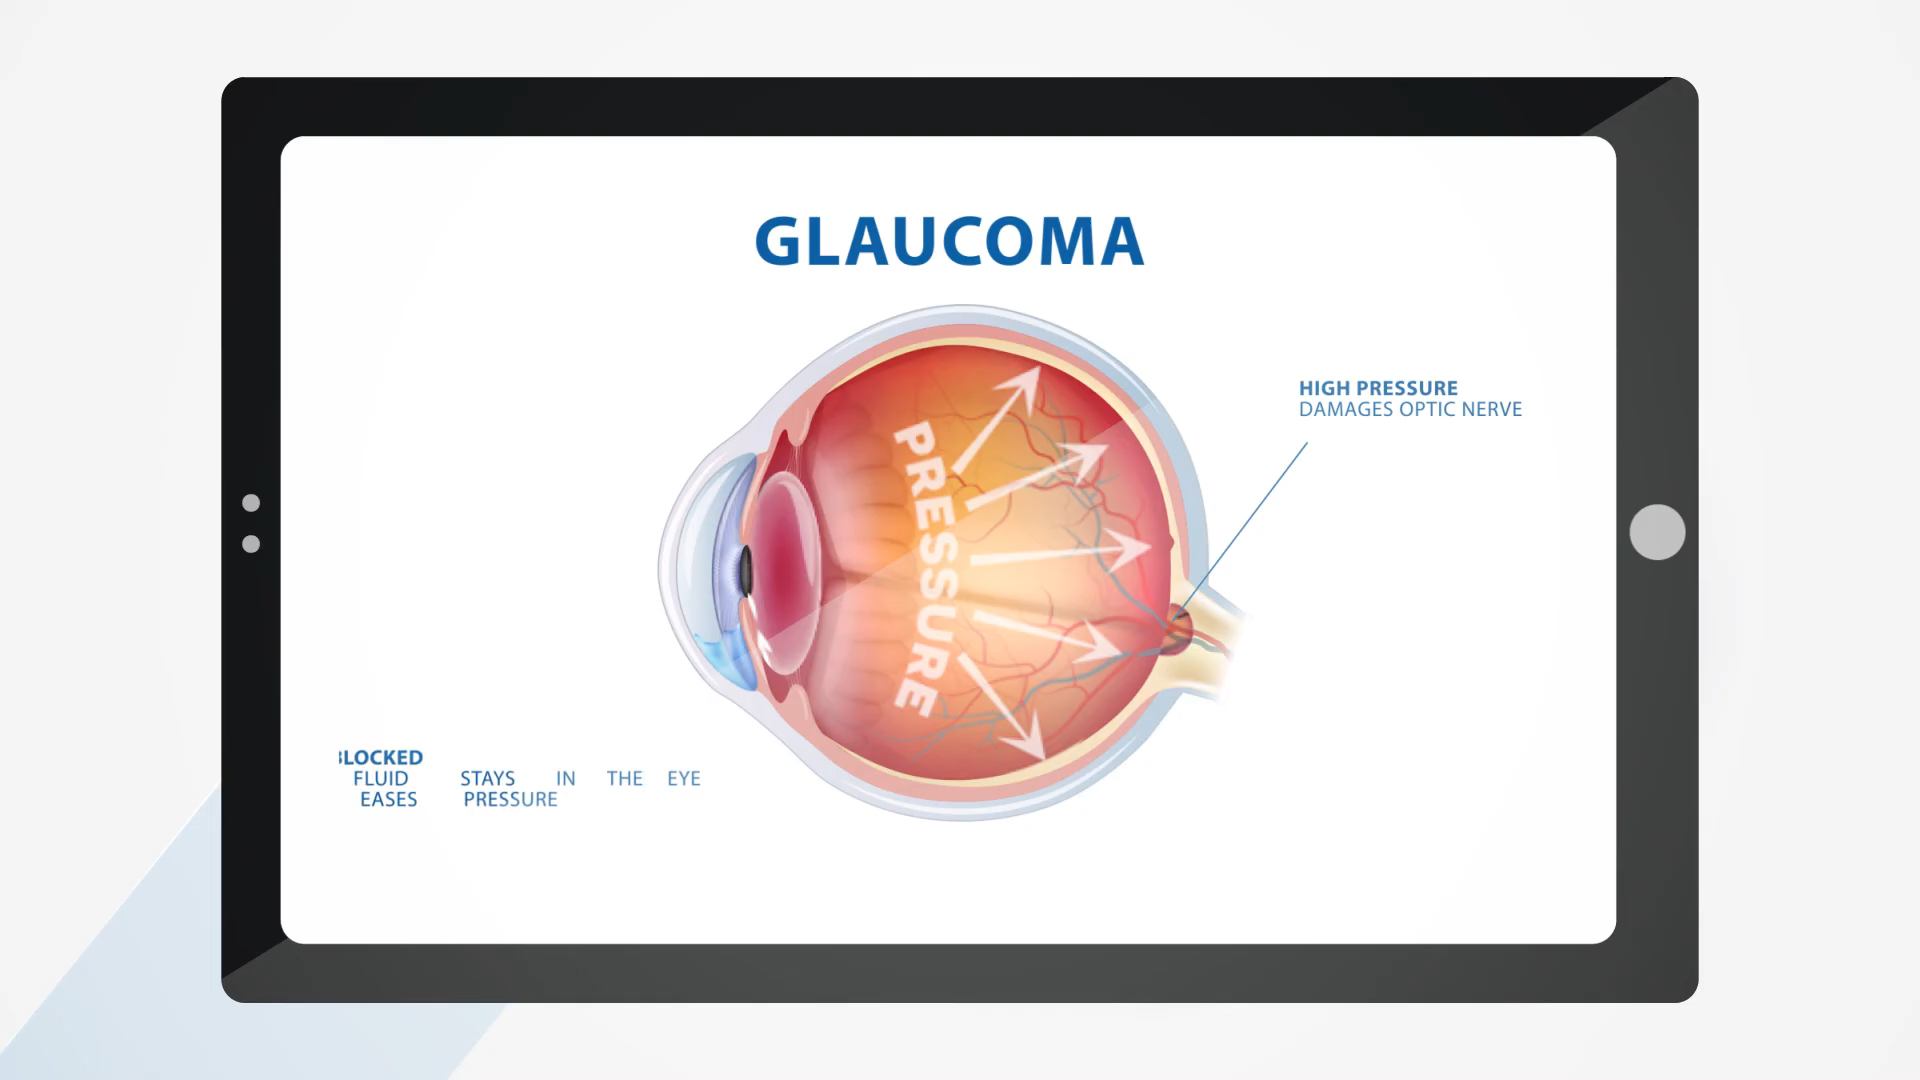 GLAUCOMA
HIGH PRESSURE
DAMAGES OPTIC NERVE
PRESSURE
LOCKED
FLUID STAYS IN THE EYE
EASES PRESSURE